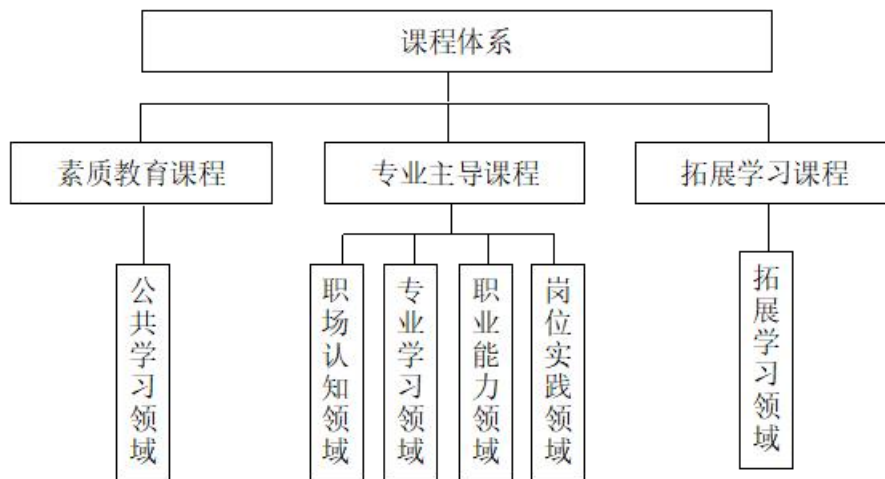 课程体系
素质教育课程
专业主导课程
拓展学习课程
公共学习领域
职场认知领域
专业学习领域
职业能力领域
岗位实践领域
拓展学习领域